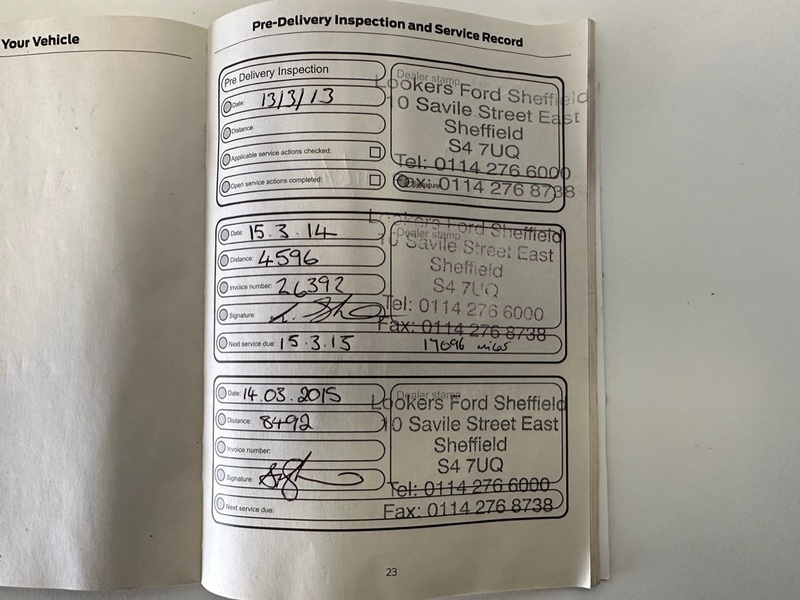 Your Vehicle
Pre-Delivery Inspection and Service Record
Pre Delivery Inspection
Date: 13/3/13
Distance:
Applicable service actions checked:
Open service actions completed:
Dealer stamp
Lookers Ford Sheffield
10 Savile Street East
Sheffield
S4 7UQ
Tel: 0114 276 6000
Fax: 0114 276 8738
Date: 15.3.14
Distance: 4596
Invoice number: 26392
Signature:
Next service due: 15.3.15 17096 miles
Dealer stamp
Lookers Ford Sheffield
10 Savile Street East
Sheffield
S4 7UQ
Tel: 0114 276 6000
Fax: 0114 276 8738
Date: 14.03.2015
Distance: 8492
Invoice number:
Signature:
Next service due:
Dealer stamp
Lookers Ford Sheffield
10 Savile Street East
Sheffield
S4 7UQ
Tel: 0114 276 6000
Fax: 0114 276 8738
23